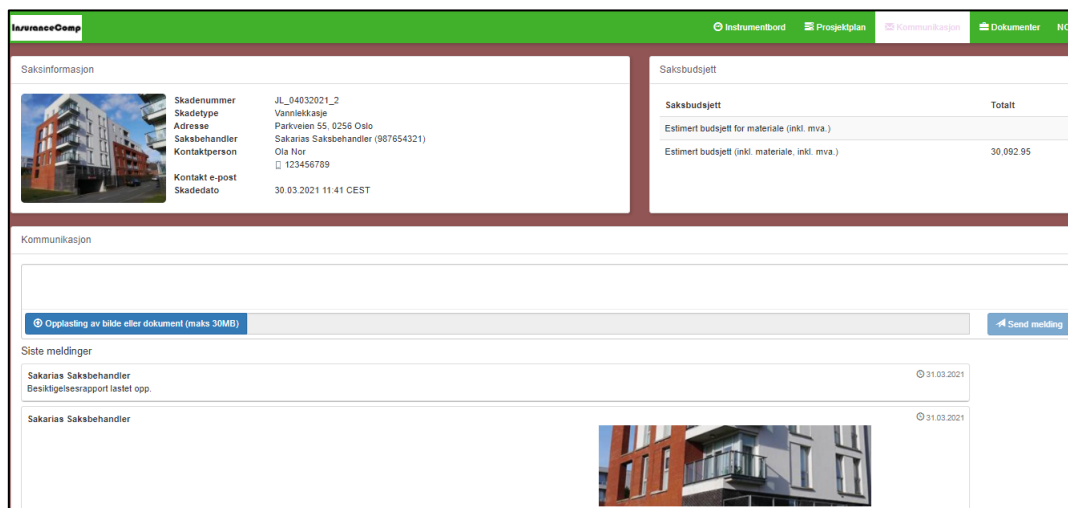 InsuranceComp
Instrumentbord Prosjektplan Kommunikasjon Dokumenter NO
Saksinformasjon
Skadenummer JL_04032021_2
Skadetype Vannlekkasje
Adresse Parkveien 55, 0256 Oslo
Saksbehandler Sakarias Saksbehandler (987654321)
Kontaktperson Ola Nor
123456789
Kontakt e-post
Skadedato 30.03.2021 11:41 CEST
Saksbudsjett
Saksbudsjett Totalt
Estimert budsjett for materiale (inkl. mva.)
Estimert budsjett (inkl. materiale, inkl. mva.) 30,092.95
Kommunikasjon
Opplasting av bilde eller dokument (maks 30MB)
Send melding
Siste meldinger
Sakarias Saksbehandler 31.03.2021
Besiktigelsesrapport lastet opp.
Sakarias Saksbehandler 31.03.2021